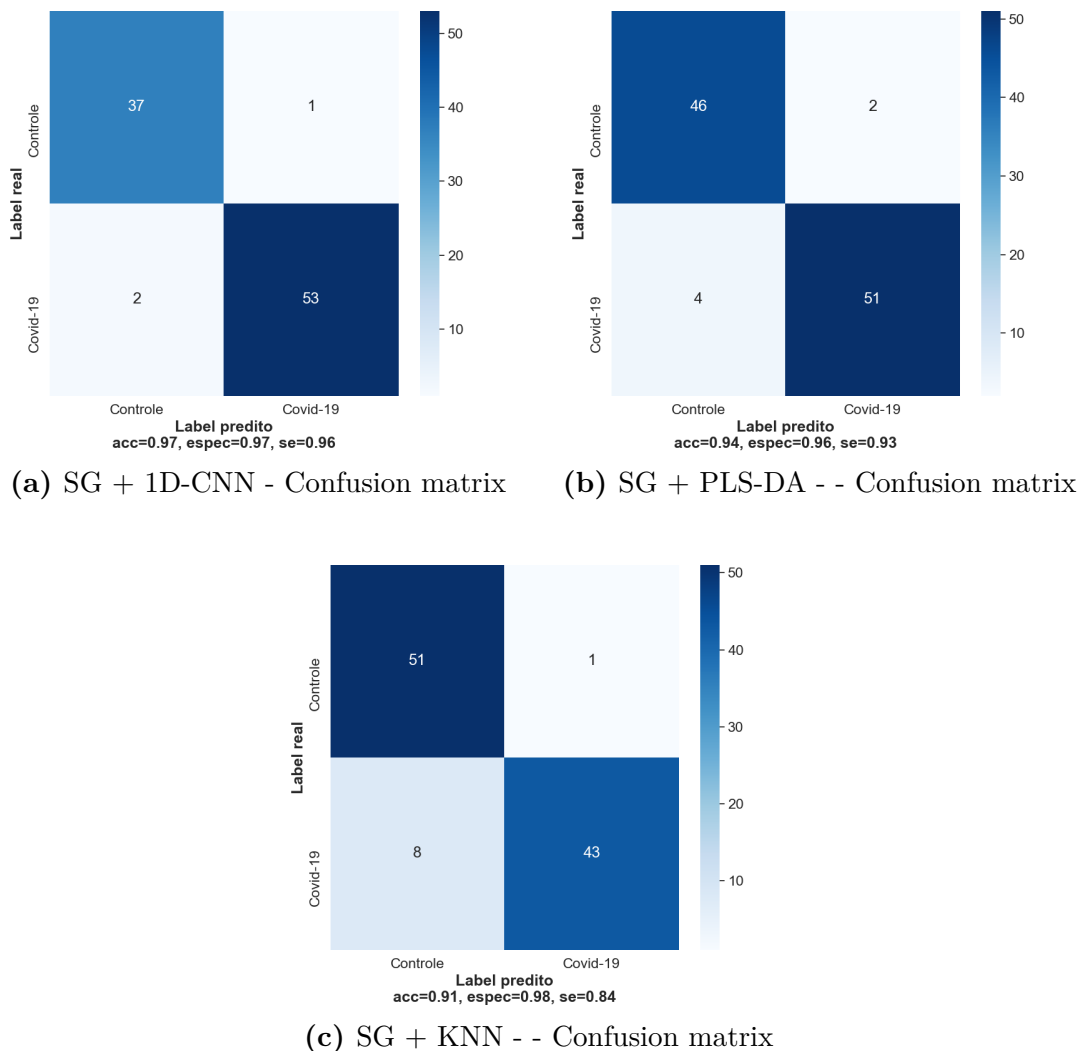 37
1
2
53
Controle
Covid-19
Label real
Controle
Covid-19
Label predito
acc=0.97, espec=0.97, se=0.96
50
40
30
20
10
(a) SG + 1D-CNN - Confusion matrix
46
2
4
51
Controle
Covid-19
Label real
Controle
Covid-19
Label predito
acc=0.94, espec=0.96, se=0.93
50
40
30
20
10
(b) SG + PLS-DA - - Confusion matrix
51
1
8
43
Controle
Covid-19
Label real
Controle
Covid-19
Label predito
acc=0.91, espec=0.98, se=0.84
50
40
30
20
10
(c) SG + KNN - - Confusion matrix